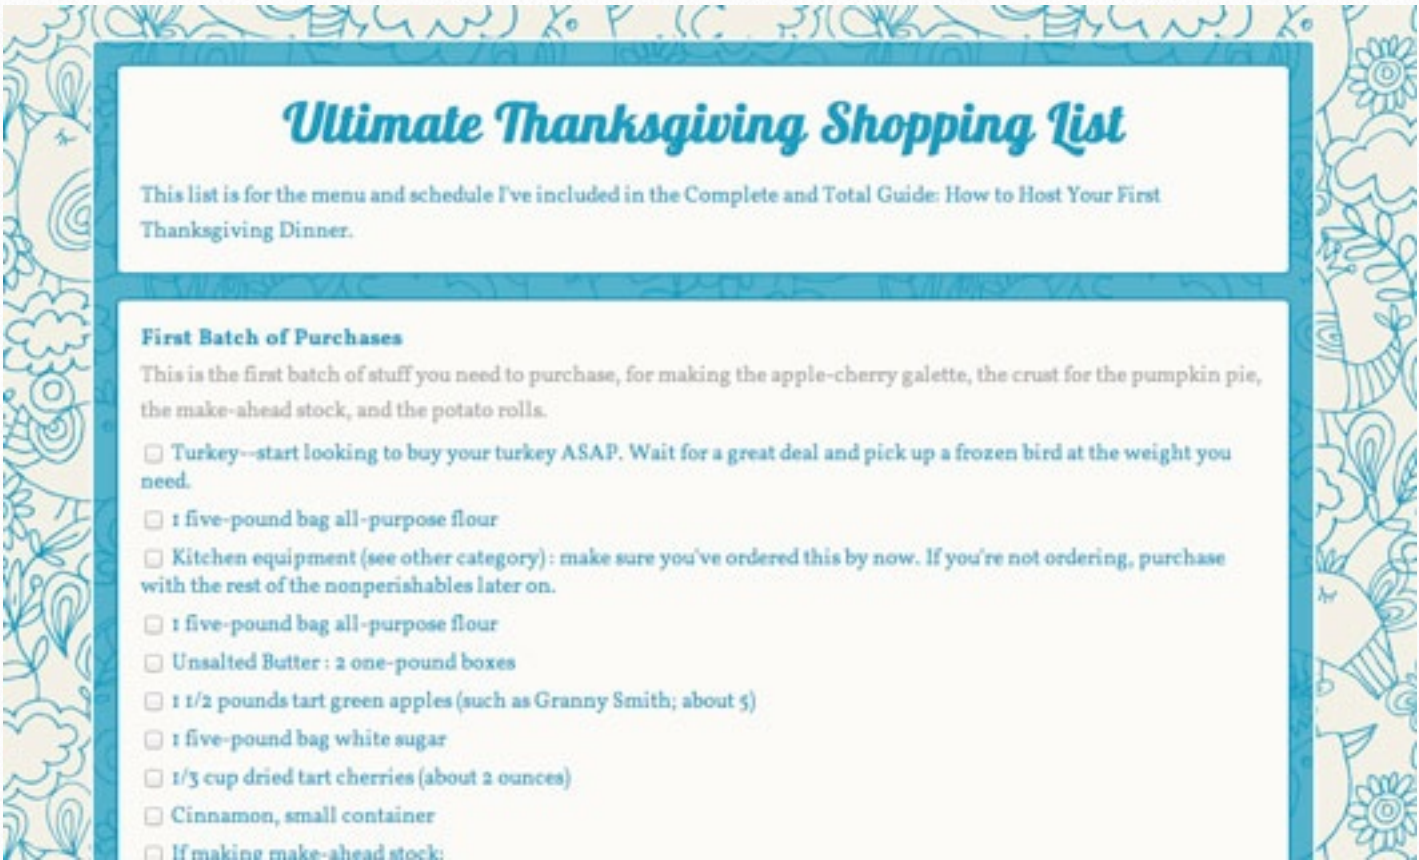 Ultimate Thanksgiving Shopping List
This list is for the menu and schedule I've included in the Complete and Total Guide: How to Host Your First
Thanksgiving Dinner.
First Batch of Purchases
This is the first batch of stuff you need to purchase, for making the apple-cherry galette, the crust for the pumpkin pie,
the make-ahead stock, and the potato rolls.
Turkey--start looking to buy your turkey ASAP. Wait for a great deal and pick up a frozen bird at the weight you
need.
1 five-pound bag all-purpose flour
Kitchen equipment (see other category) : make sure you've ordered this by now. If you're not ordering, purchase
with the rest of the nonperishables later on.
1 five-pound bag all-purpose flour
Unsalted Butter : 2 one-pound boxes
1 1/2 pounds tart green apples (such as Granny Smith; about 5)
1 five-pound bag white sugar
1/3 cup dried tart cherries (about 2 ounces)
Cinnamon, small container
If making make-ahead stock: